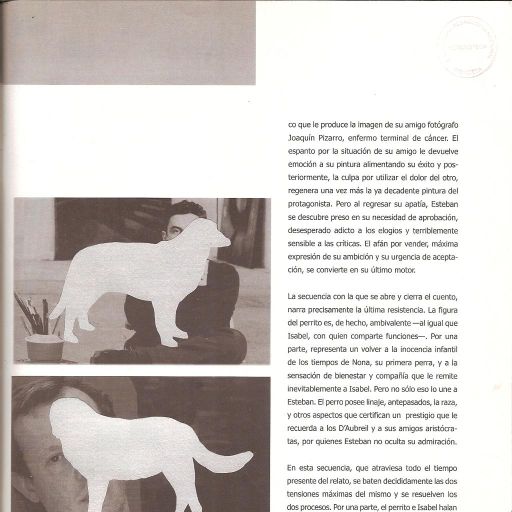 co que le produce la imagen de su amigo fotógrafo
Joaquín Pizarro, enfermo terminal de cáncer. El
espanto por la situación de su amigo le devuelve
emoción a su pintura alimentando su éxito y pos-
teriormente, la culpa por utilizar el dolor del otro,
regenera una vez más la ya decadente pintura del
protagonista. Pero al regresar su apatía, Esteban
se descubre preso en su necesidad de aprobación,
desesperado adicto a los elogios y terriblemente
sensible a las críticas. El afán por vender, máxima
expresión de su ambición y su urgencia de acepta-
ción, se convierte en su último motor.
La secuencia con la que se abre y cierra el cuento,
narra precisamente la última resistencia. La figura
del perrito es, de hecho, ambivalente —al igual que
Isabel, con quien comparte funciones—. Por una
parte, representa un volver a la inocencia infantil
de los tiempos de Nona, su primera perra, y a la
sensación de bienestar y compañía que le remite
inevitablemente a Isabel. Pero no sólo eso lo une a
Esteban. El perro posee linaje, antepasados, la raza,
y otros aspectos que certifican un prestigio que le
recuerda a los D'Aubreil y a sus amigos aristócra-
tas, por quienes Esteban no oculta su admiración.
En esta secuencia, que atraviesa todo el tiempo
presente del relato, se baten decididamente las dos
tensiones máximas del mismo y se resuelven los
dos procesos. Por una parte, el perrito e Isabel halan